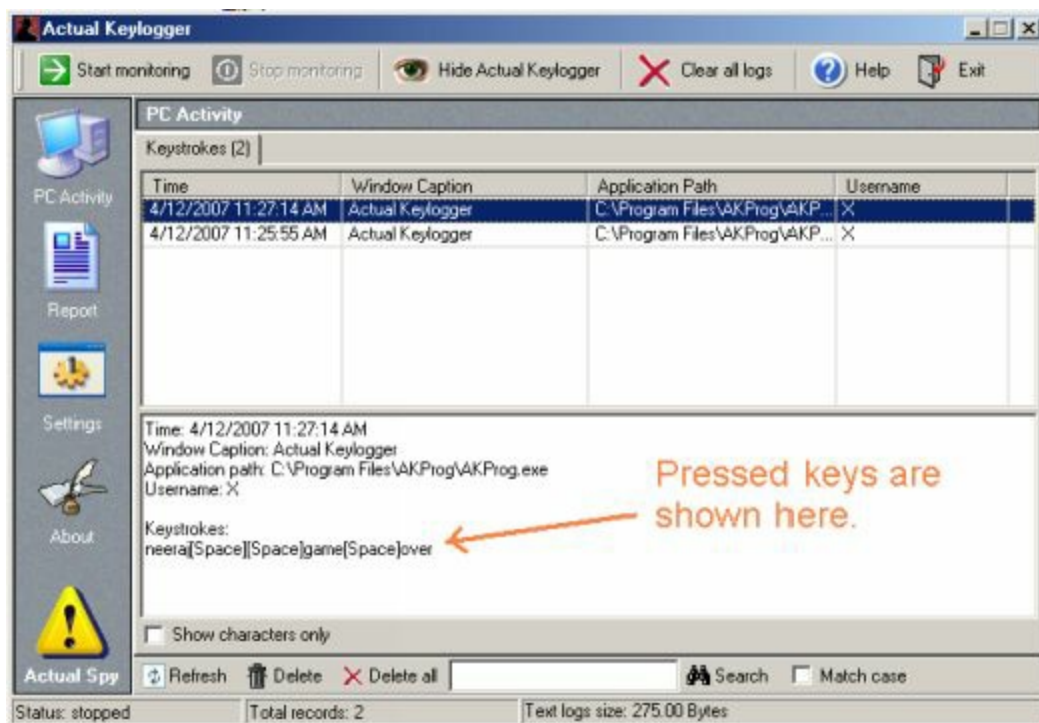 Actual Keylogger
Start monitoring Stop montoring Hide Actual Keylogger Clear all logs Help Exit
PC Activity
Keystrokes (2)
Time Window Caption Application Path Username
4/12/2007 11:27:14 AM Actual Keylogger C:\Program Files\AKProg\AKP... X
4/12/2007 11:25:55 AM Actual Keylogger C:\Program Files\AKProg\AKP... X
PC Activity
Report
Settings
About
Actual Spy
Time: 4/12/2007 11:27:14 AM
Window Caption: Actual Keylogger
Application path: C:\Program Files\AKProg\AKProg.exe
Username: X
Keystrokes:
neeraj[Space][Space]game[Space]over
Pressed keys are
shown here.
Show characters only
Refresh Delete Delete all Search Match case
Status: stopped Total records: 2 Text logs size: 275.00 Bytes